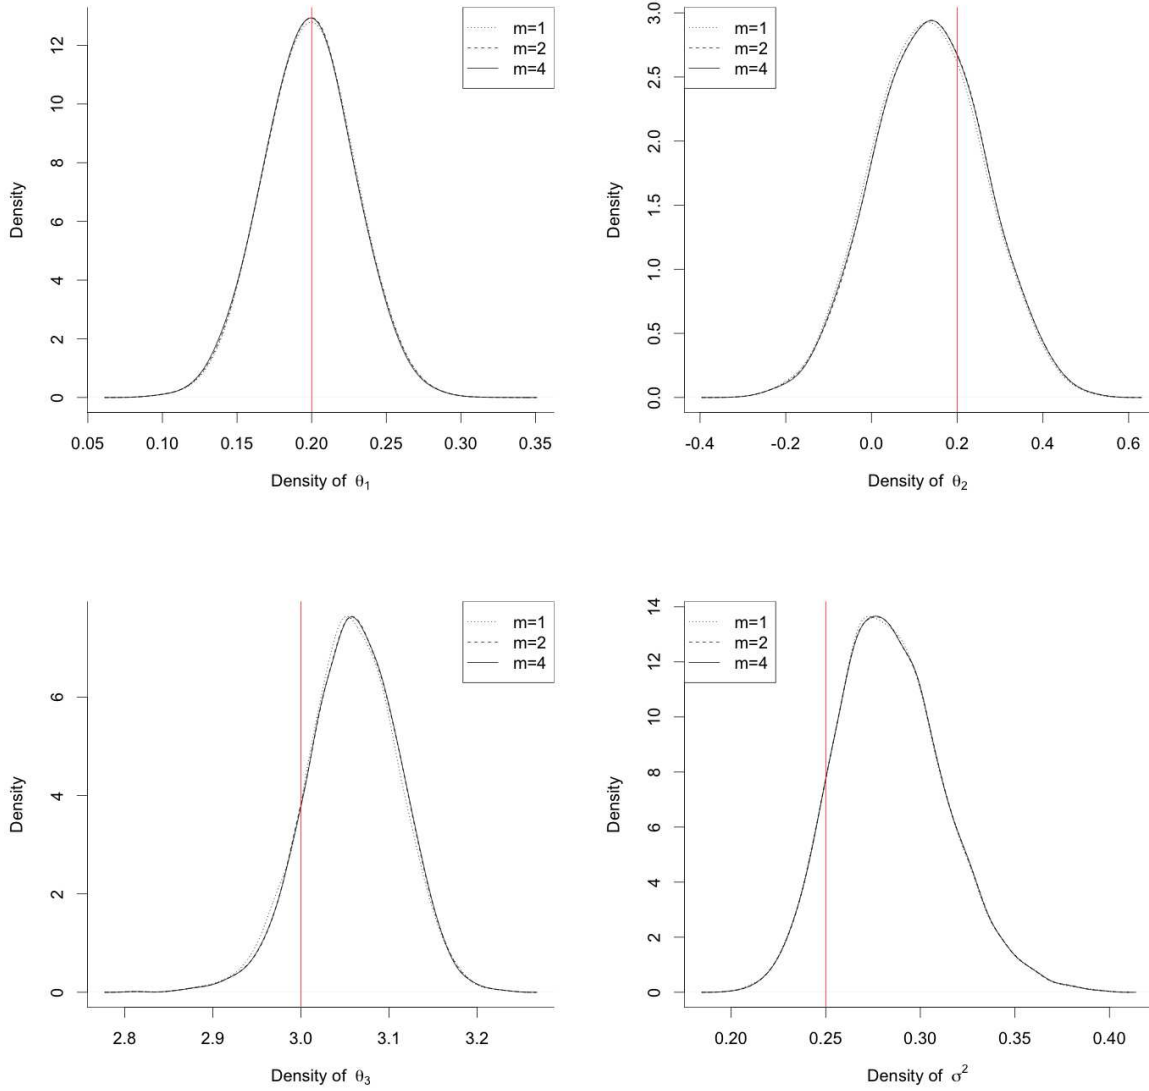 m=1
m=2
m=4
Density
12
10
8
6
4
2
0
0.05 0.10 0.15 0.20 0.25 0.30 0.35
Density of θ1
m=1
m=2
m=4
Density
3.0
2.5
2.0
1.5
1.0
0.5
0.0
-0.4 -0.2 0.0 0.2 0.4 0.6
Density of θ2
m=1
m=2
m=4
Density
6
4
2
0
2.8 2.9 3.0 3.1 3.2
Density of θ3
m=1
m=2
m=4
Density
14
12
10
8
6
4
2
0
0.20 0.25 0.30 0.35 0.40
Density of σ2